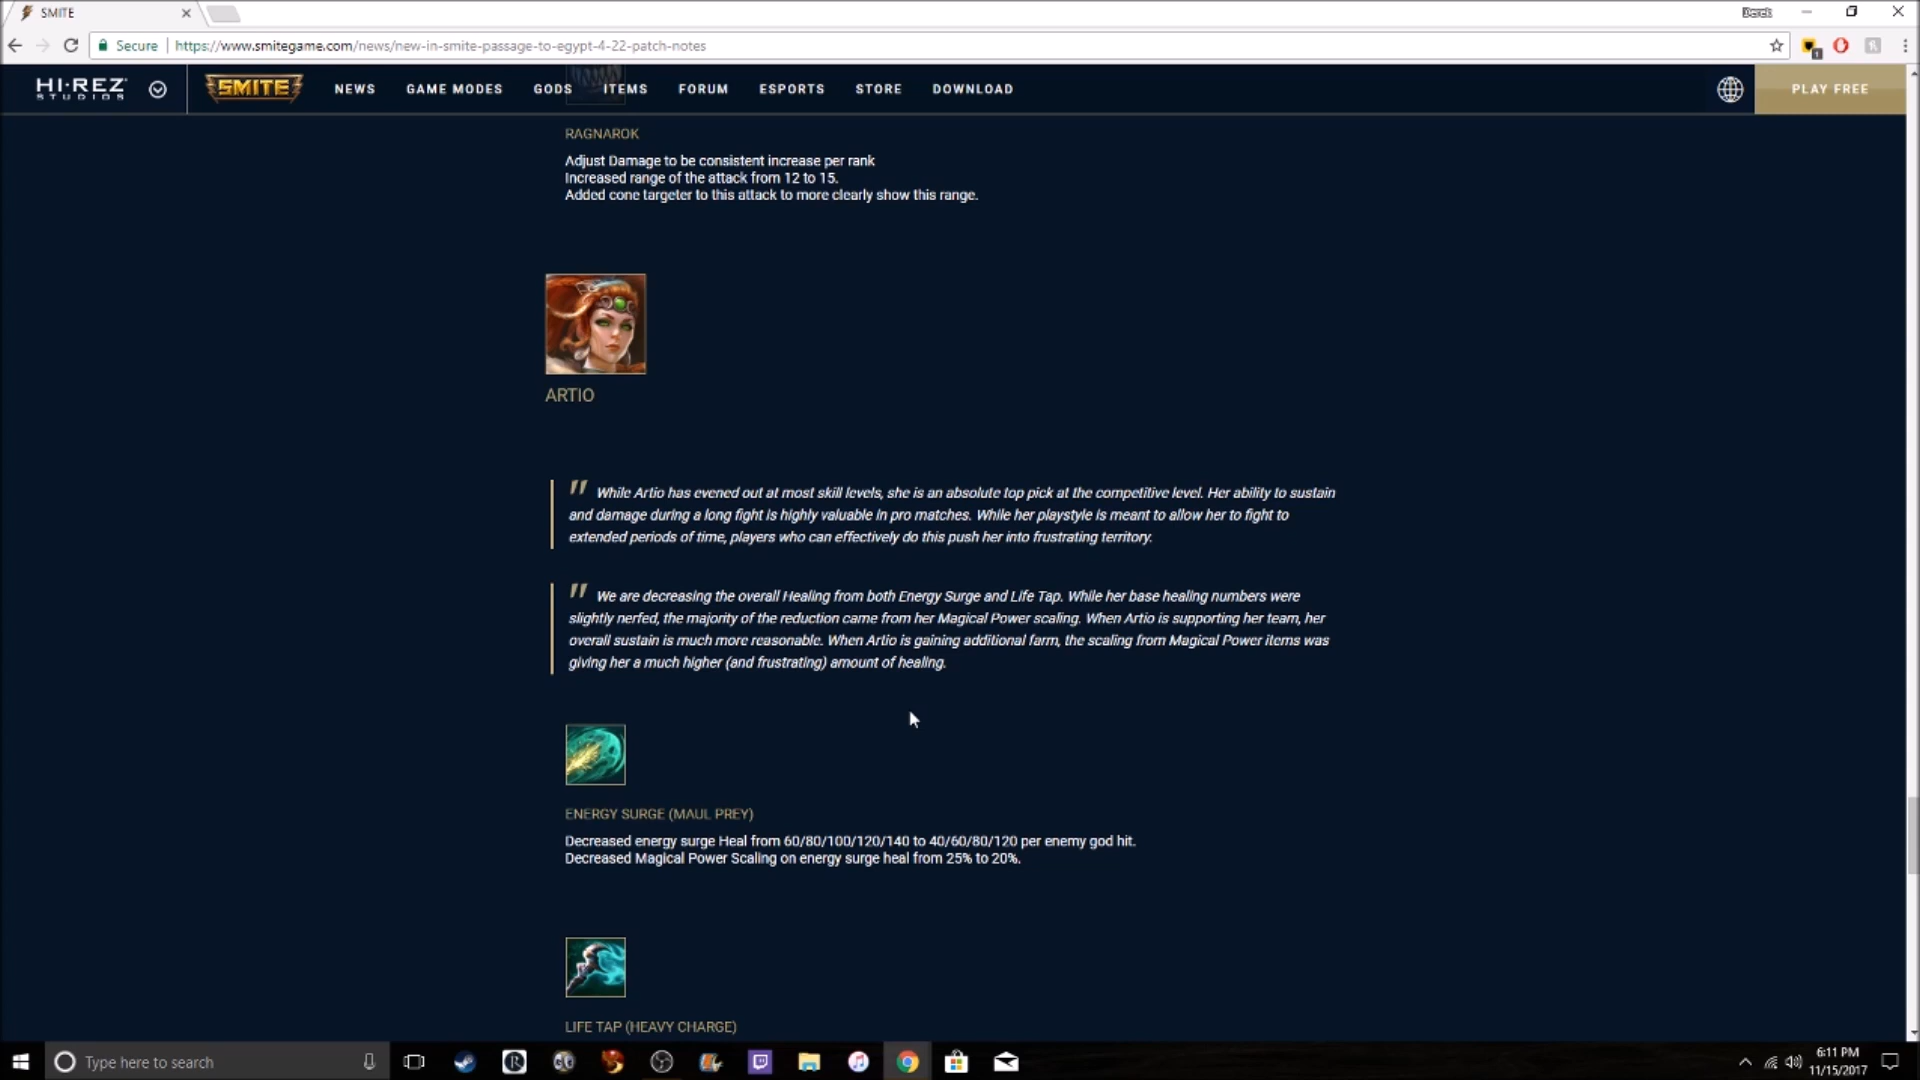 SMITE
Derek
Secure
https://www.smitegame.com/news/new-in-smite-passage-to-egypt-4-22-patch-notes
HI-REZ
STUDIOS
SMITE
NEWS
GAME MODES
GODS
ITEMS
FORUM
ESPORTS
STORE
DOWNLOAD
PLAY FREE
RAGNAROK
Adjust Damage to be consistent increase per rank
Increased range of the attack from 12 to 15.
Added cone targeter to this attack to more clearly show this range.
ARTIO
" While Artio has evened out at most skill levels, she is an absolute top pick at the competitive level. Her ability to sustain
and damage during a long fight is highly valuable in pro matches. While her playstyle is meant to allow her to fight to
extended periods of time, players who can effectively do this push her into frustrating territory.
" We are decreasing the overall Healing from both Energy Surge and Life Tap. While her base healing numbers were
slightly nerfed, the majority of the reduction came from her Magical Power scaling. When Artio is supporting her team, her
overall sustain is much more reasonable. When Artio is gaining additional farm, the scaling from Magical Power items was
giving her a much higher (and frustrating) amount of healing.
ENERGY SURGE (MAUL PREY)
Decreased energy surge Heal from 60/80/100/120/140 to 40/60/80/120 per enemy god hit.
Decreased Magical Power Scaling on energy surge heal from 25% to 20%.
LIFE TAP (HEAVY CHARGE)
Type here to search
6:11 PM
11/15/2017